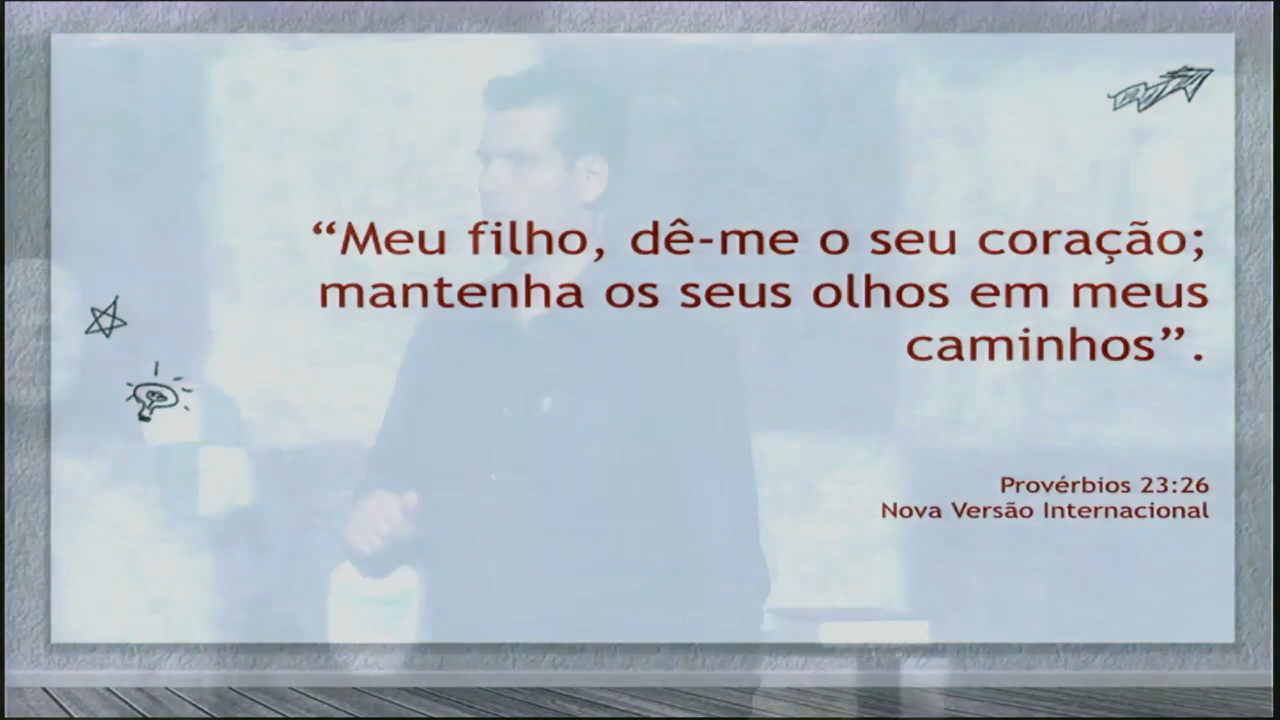 “Meu filho, dê-me o seu coração;
mantenha os seus olhos em meus
caminhos”.
Provérbios 23:26
Nova Versão Internacional